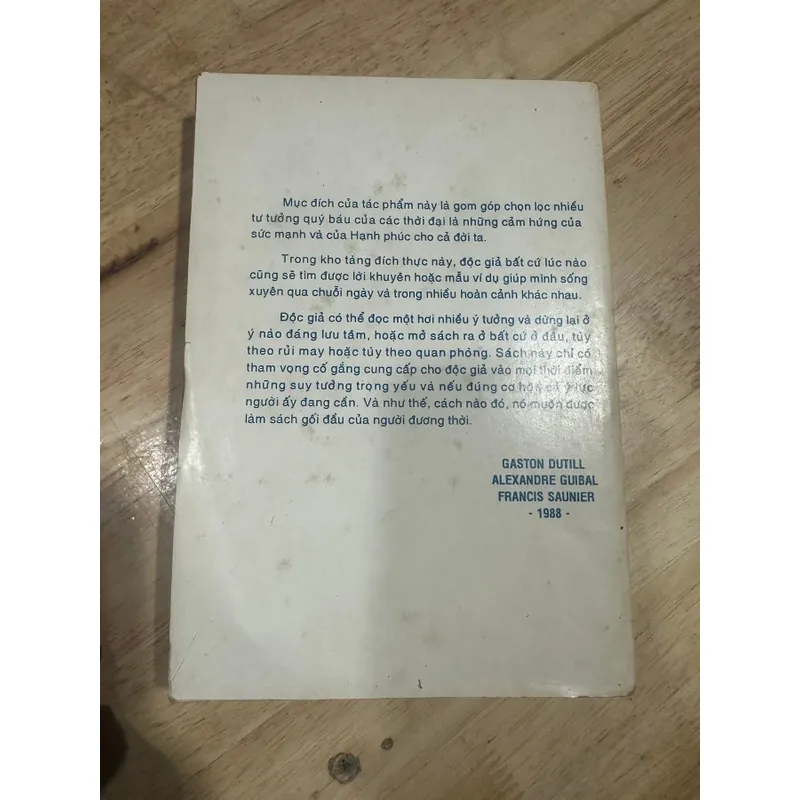 Mục đích của tác phẩm này là gom góp chọn lọc nhiều
tư tưởng quý báu của các thời đại là những cảm hứng của
sức mạnh và của Hạnh phúc cho cả đời ta.
Trong kho tàng đích thực này, độc giả bất cứ lúc nào
cũng sẽ tìm được lời khuyên hoặc mẫu ví dụ giúp mình sống
xuyên qua chuỗi ngày và trong nhiều hoàn cảnh khác nhau.
Độc giả có thể đọc một hơi nhiều ý tưởng và dừng lại ở
ý nào đáng lưu tâm, hoặc mở sách ra ở bất cứ ở đâu, tùy
theo rủi may hoặc tùy theo quan phòng. Sách này chỉ có
tham vọng cố gắng cung cấp cho độc giả vào mọi thời điểm
những suy tưởng trọng yếu và nếu đúng cơ
người ấy đang cần. Và như thế, cách nào đó, nó muốn được
làm sách gối đầu của người đương thời.
GASTON DUTILL
ALEXANDRE GUIBAL
FRANCIS SAUNIER
- 1988 -